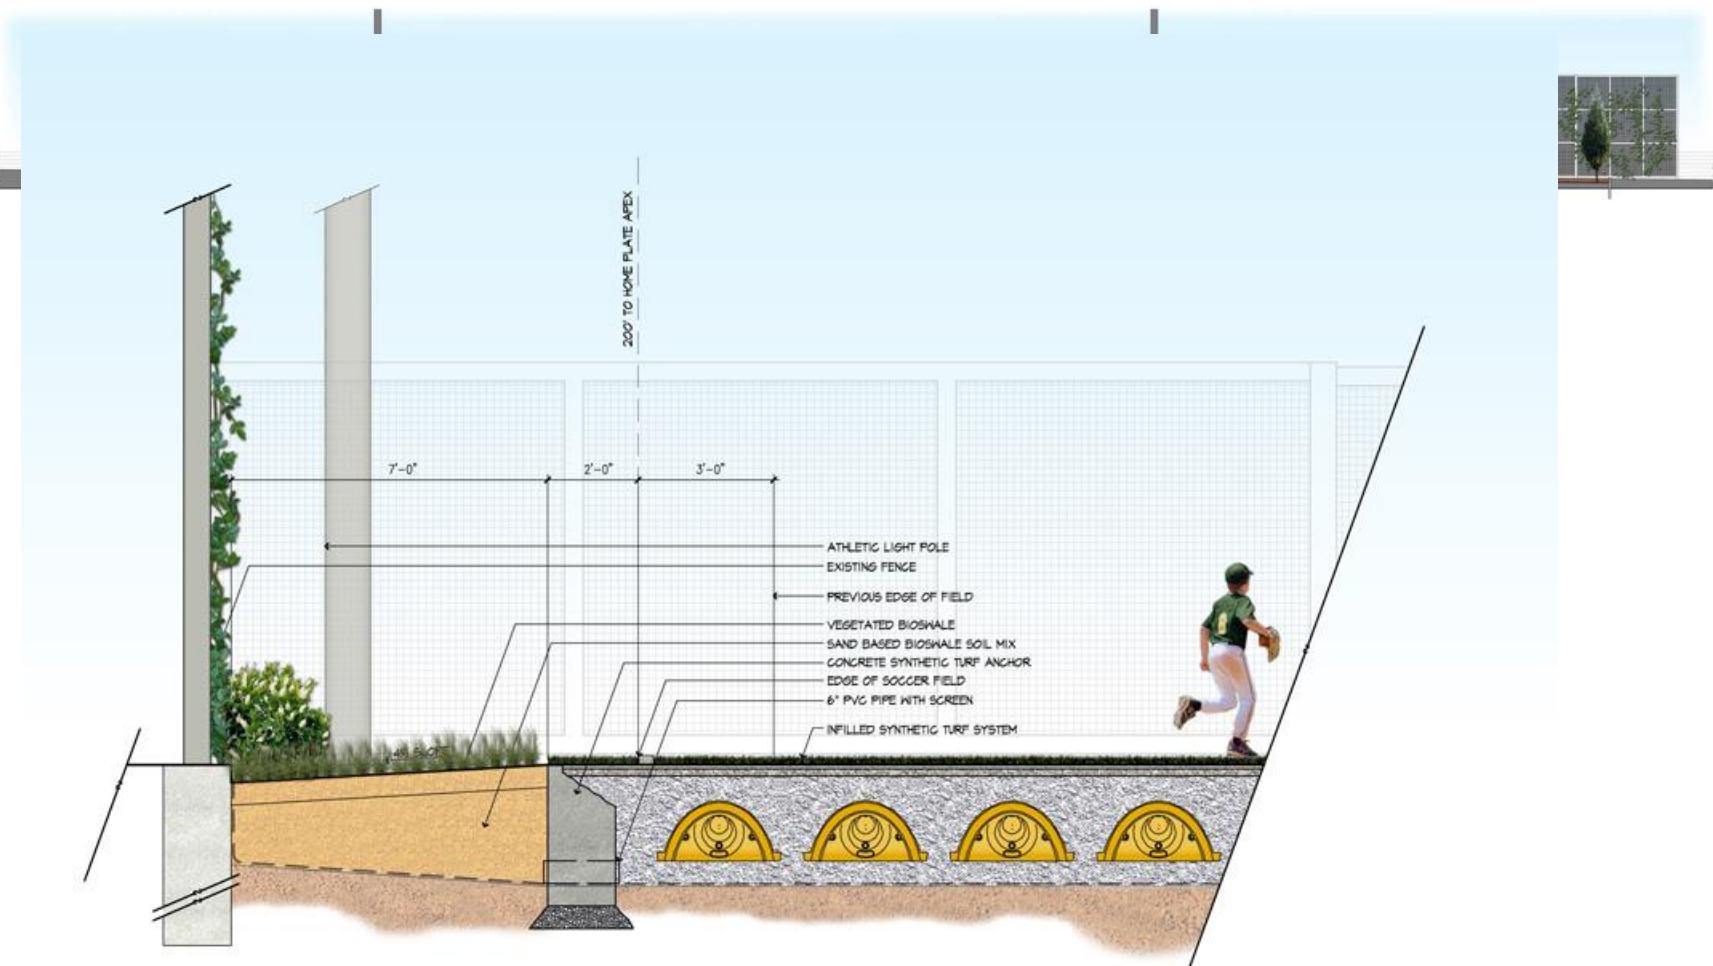 200' TO HOME PLATE APEX
7'-0"
2'-0"
3'-0"
ATHLETIC LIGHT POLE
EXISTING FENCE
PREVIOUS EDGE OF FIELD
VEGETATED BIOSWALE
SAND BASED BIOSWALE SOIL MIX
CONCRETE SYNTHETIC TURF ANCHOR
EDGE OF SOCCER FIELD
6" PVC PIPE WITH SCREEN
INFILLED SYNTHETIC TURF SYSTEM